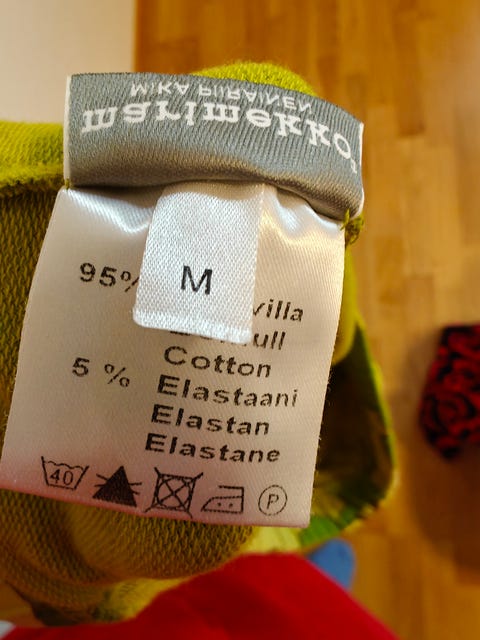 marimekko®
MIKA PIIRAINEN
M
95%
villa
ull
Cotton
5 % Elastaani
Elastan
Elastane
40
P